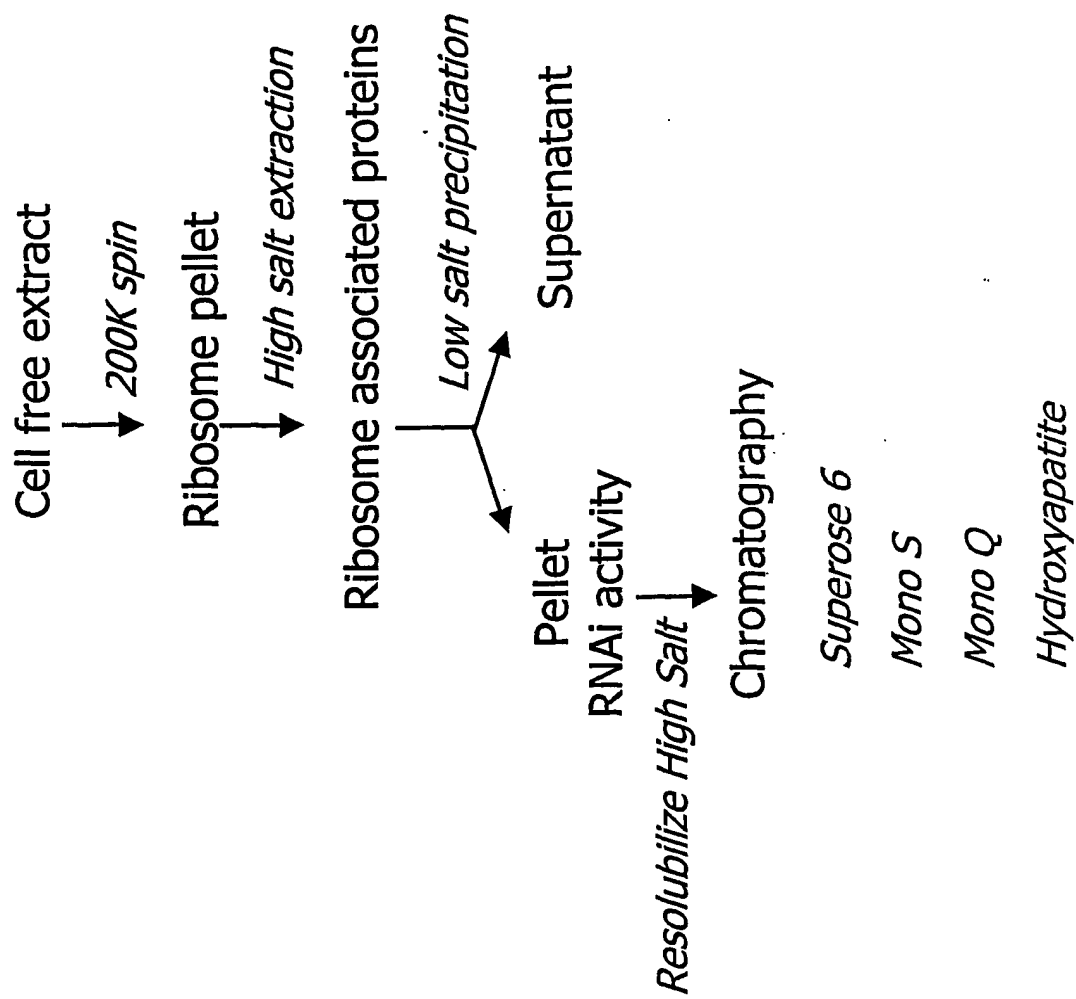 Cell free extract
200K spin
Ribosome pellet
High salt extraction
Ribosome associated proteins
Low salt precipitation
Pellet
RNAi activity
Supernatant
Resolubilize High Salt
Chromatography
Superose 6
Mono S
Mono Q
Hydroxyapatite